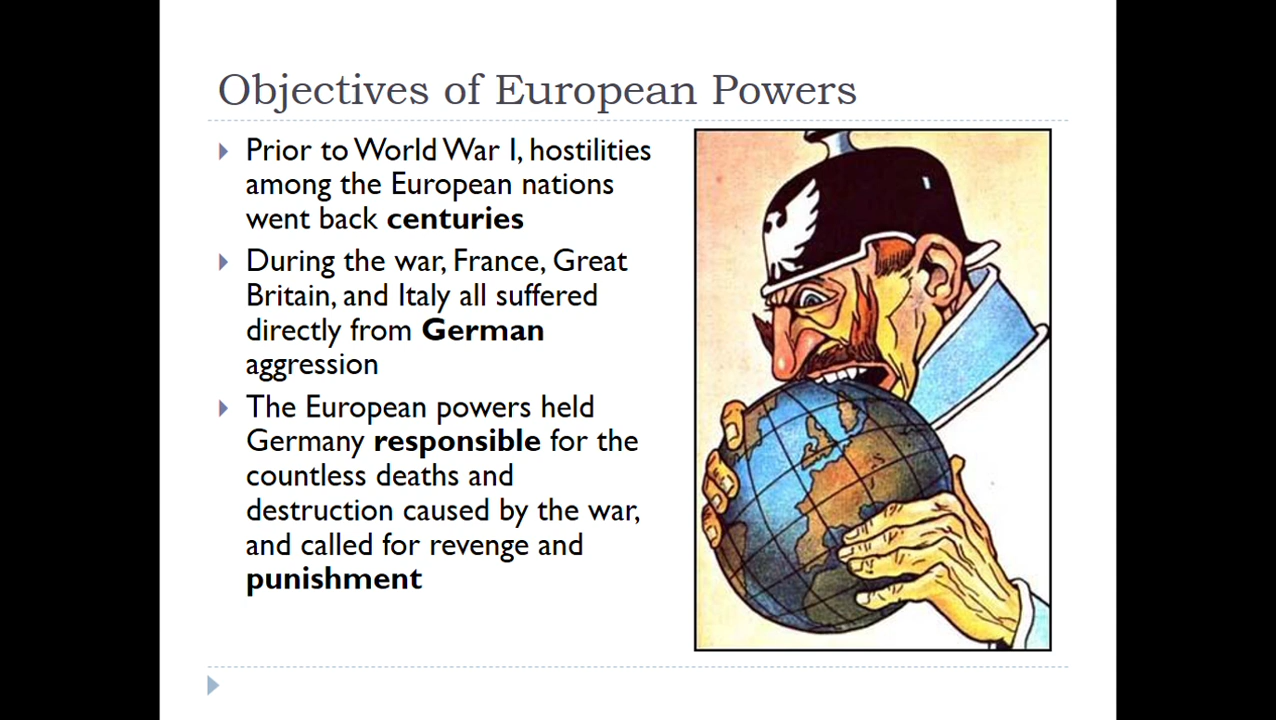 Objectives of European Powers
Prior to World War I, hostilities
among the European nations
went back centuries
During the war, France, Great
Britain, and Italy all suffered
directly from German
aggression
The European powers held
Germany responsible for the
countless deaths and
destruction caused by the war,
and called for revenge and
punishment